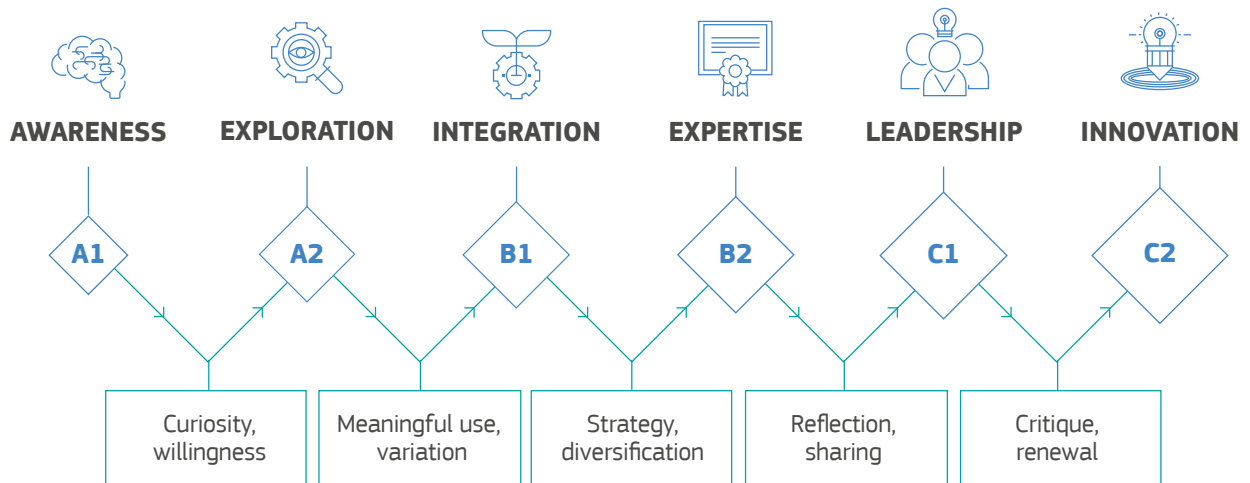 AWARENESS
EXPLORATION
INTEGRATION
EXPERTISE
LEADERSHIP
INNOVATION
A1
A2
B1
B2
C1
C2
Curiosity,
willingness
Meaningful use,
variation
Strategy,
diversification
Reflection,
sharing
Critique,
renewal